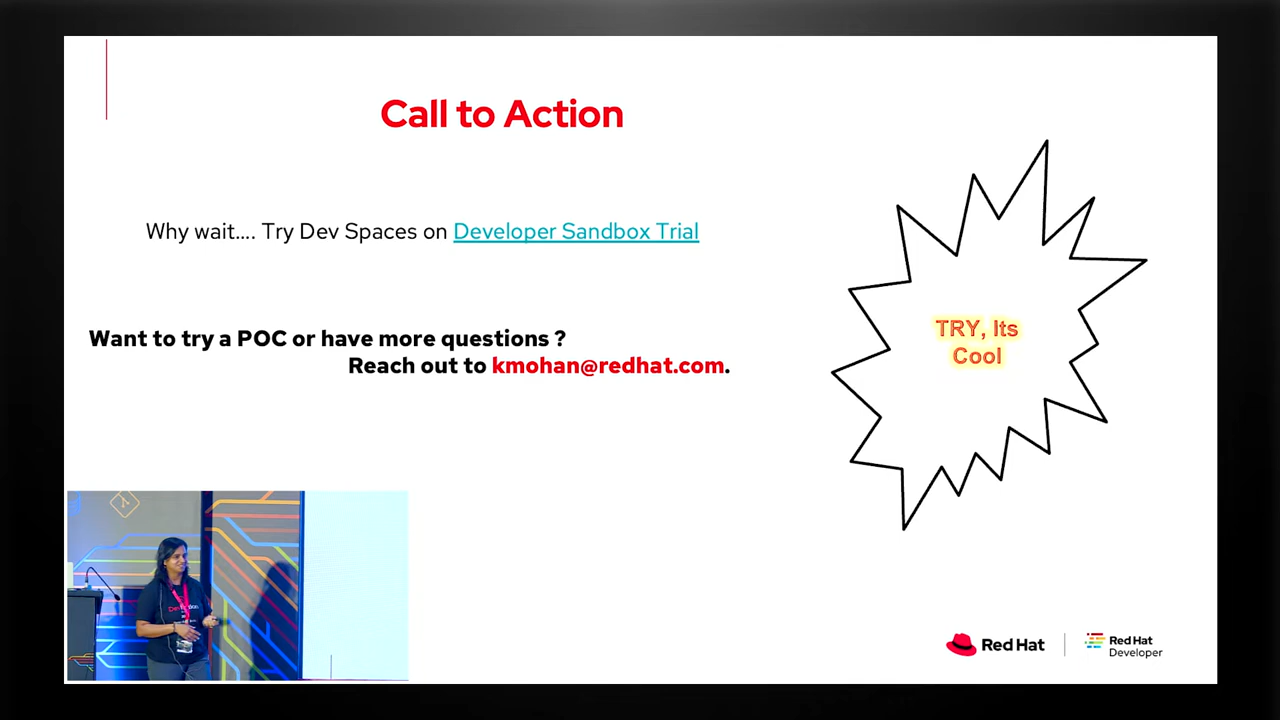 Call to Action
Why wait.... Try Dev Spaces on Developer Sandbox Trial
Want to try a POC or have more questions ?
Reach out to kmohan@redhat.com.
TRY, Its
Cool
Red Hat
Red Hat
Developer